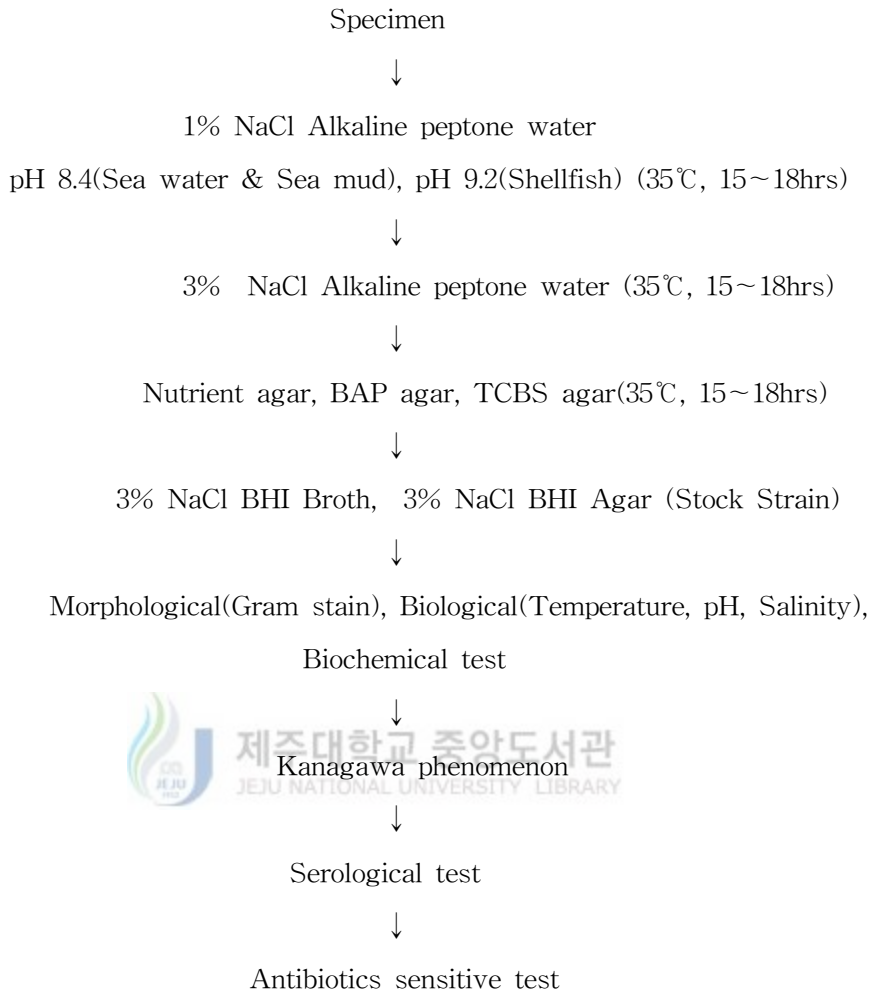 Specimen
↓
1% NaCl Alkaline peptone water
pH 8.4(Sea water & Sea mud), pH 9.2(Shellfish) (35℃, 15~18hrs)
↓
3% NaCl Alkaline peptone water (35℃, 15~18hrs)
↓
Nutrient agar, BAP agar, TCBS agar(35℃, 15~18hrs)
↓
3% NaCl BHI Broth, 3% NaCl BHI Agar (Stock Strain)
↓
Morphological(Gram stain), Biological(Temperature, pH, Salinity),
Biochemical test
↓
제주대학교 중앙도서관
Kanagawa phenomenon
JEJU NATIONAL UNIVERSITY LIBRARY
JEJU
1952
↓
Serological test
↓
Antibiotics sensitive test